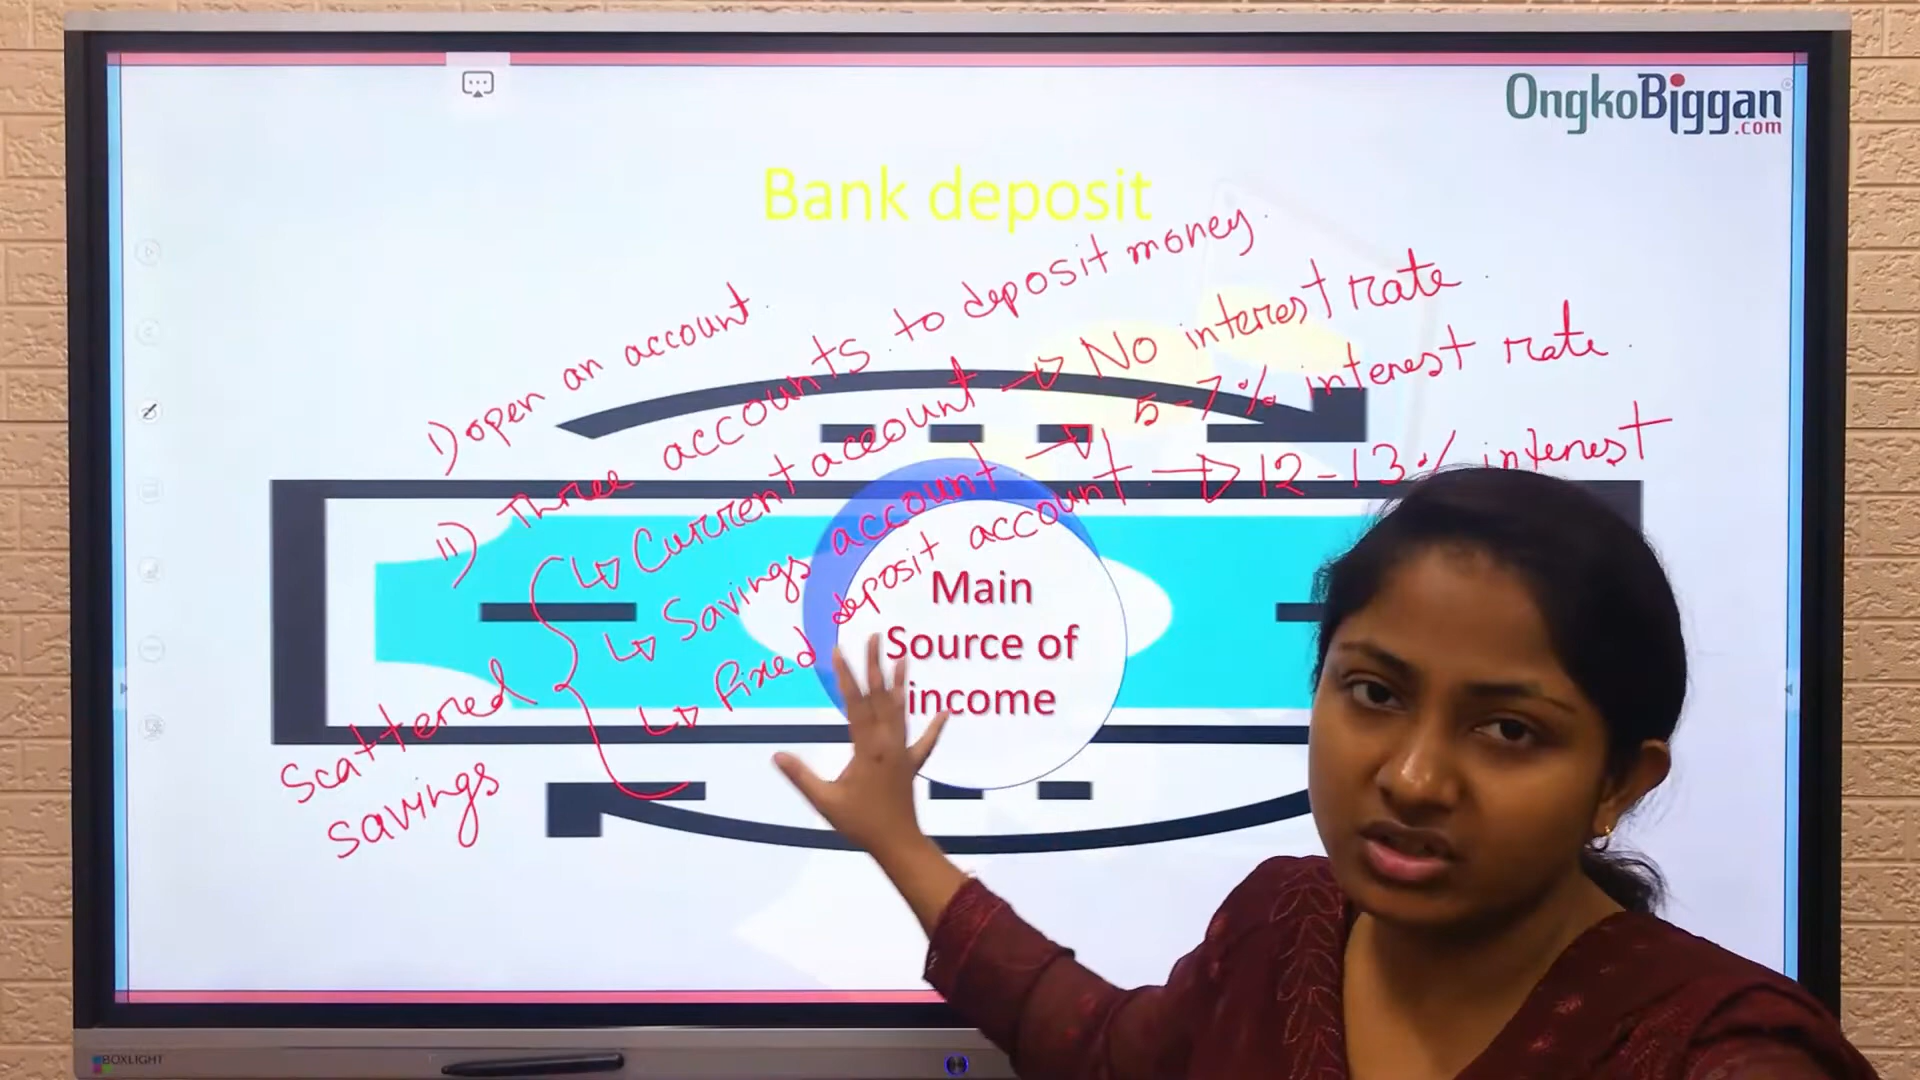 OngkoBiggan
.com
Bank deposit
i) open an account.
ii) Three accounts to deposit money.
↳ Current account → No interest rate
↳ Savings account → 5-7% interest rate
↳ fixed deposit account → 12-13% interest
Scattered
savings
Main
Source of
income
BOXLIGHT